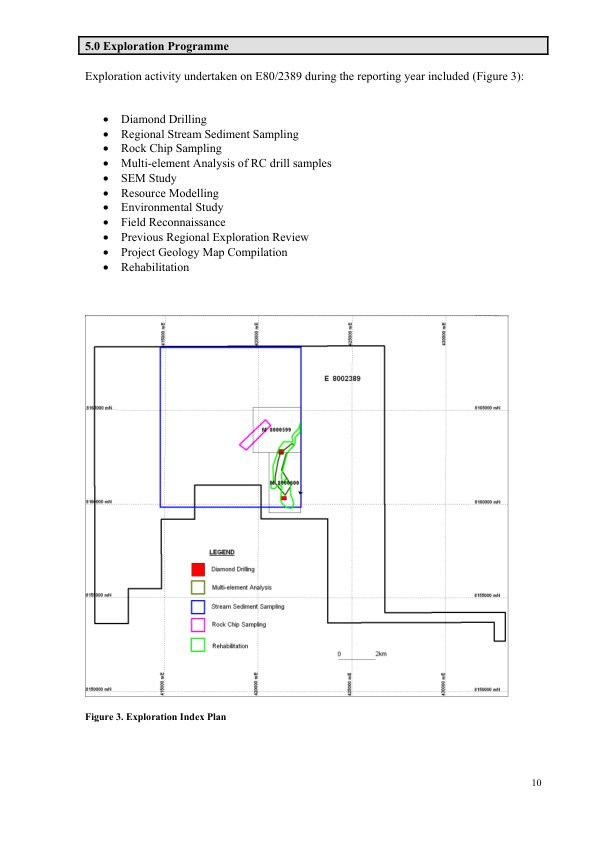 5.0 Exploration Programme
Exploration activity undertaken on E80/2389 during the reporting year included (Figure 3):
• Diamond Drilling
• Regional Stream Sediment Sampling
• Rock Chip Sampling
• Multi-element Analysis of RC drill samples
• SEM Study
• Resource Modelling
• Environmental Study
• Field Reconnaissance
• Previous Regional Exploration Review
• Project Geology Map Compilation
• Rehabilitation
415000 mE
420000 mE
425000 mE
430000 mE
E 8002389
8165000 mN
8165000 mN
M 8000599
8160000 mN
8160000 mN
LEGEND
Diamond Drilling
Multi-element Analysis
8155000 mN
8155000 mN
Stream Sediment Sampling
Rock Chip Sampling
Rehabilitation
0 2km
415000 mE
420000 mE
425000 mE
430000 mE
8150000 mN
8150000 mN
Figure 3. Exploration Index Plan
10